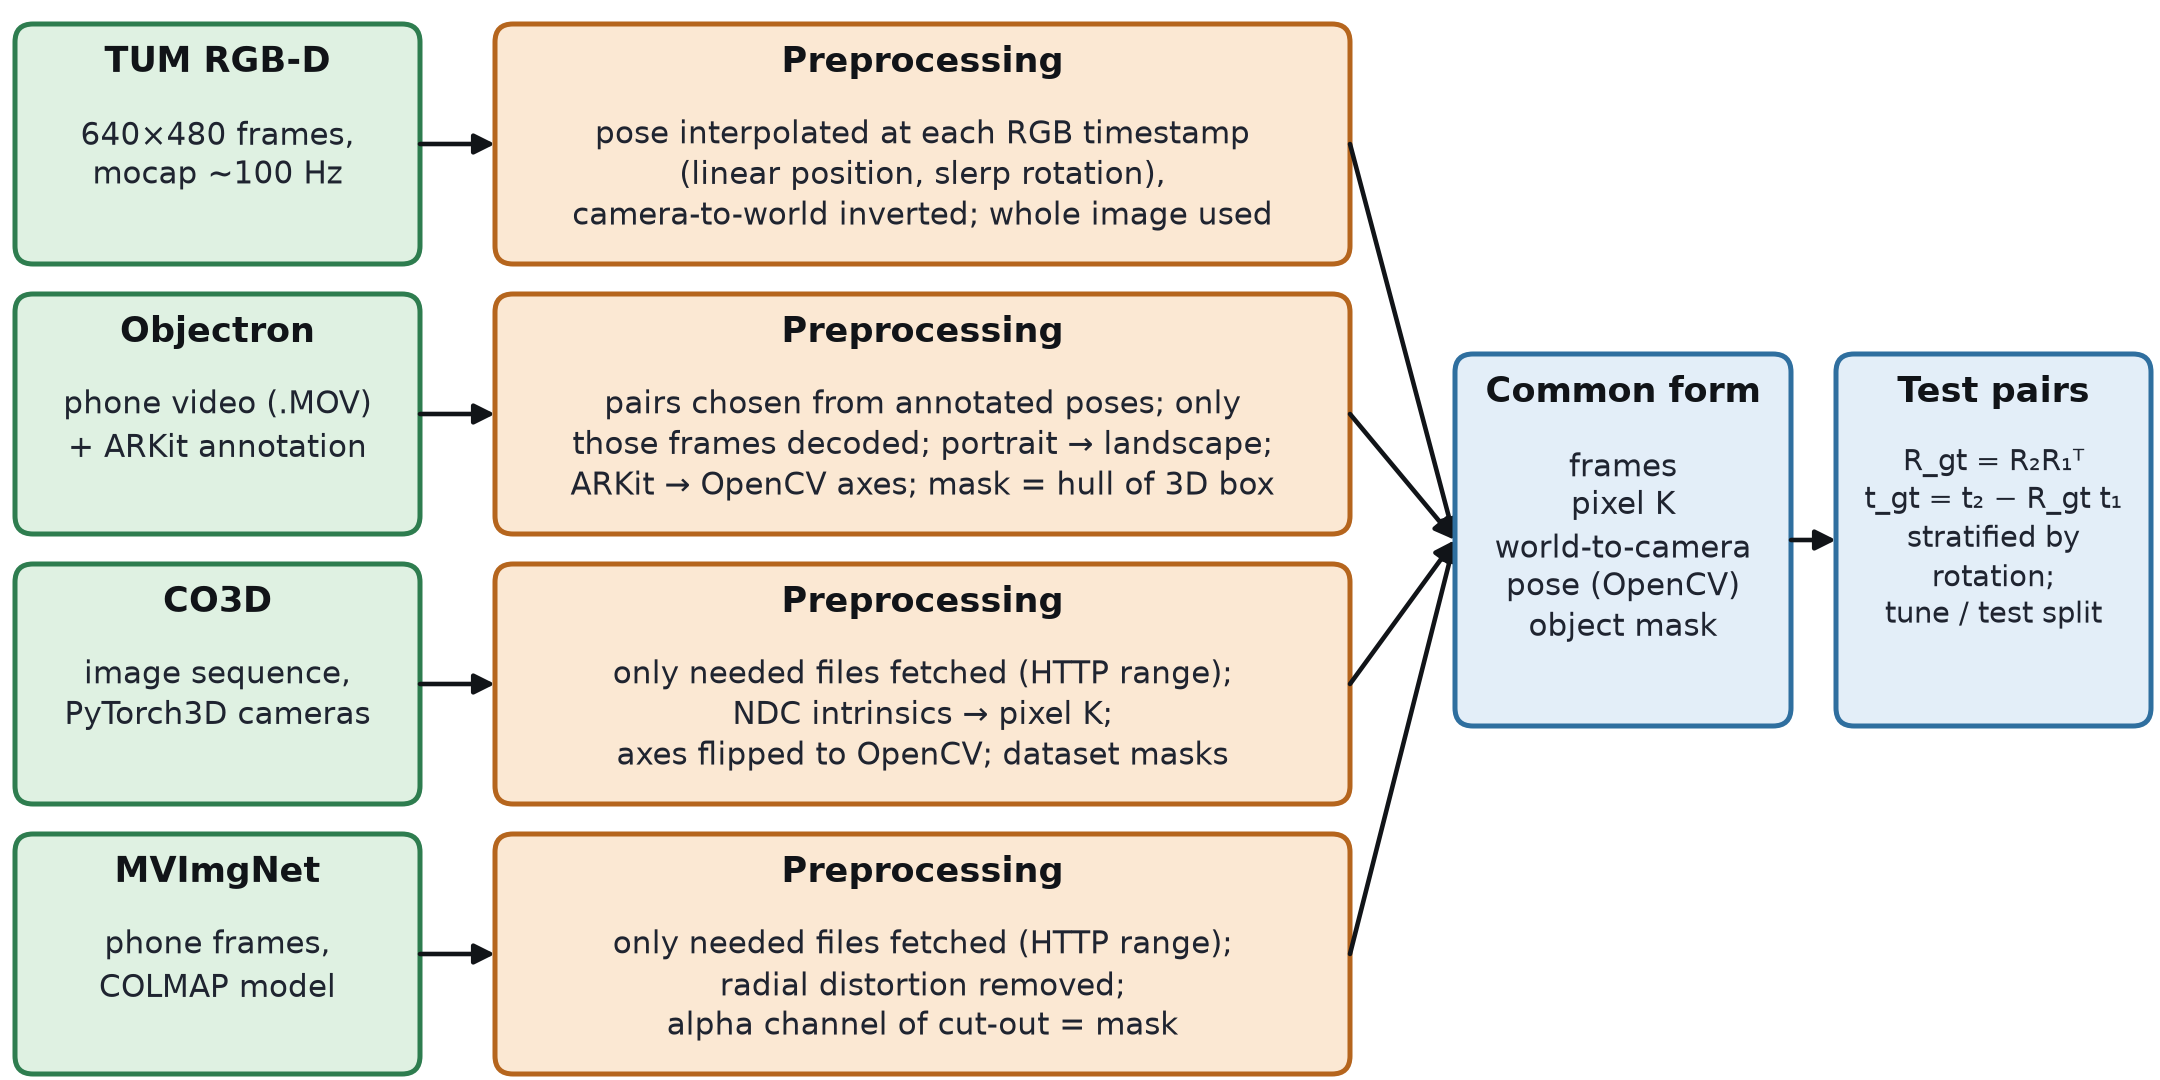 TUM RGB-D
640×480 frames,
mocap ~100 Hz
Preprocessing
pose interpolated at each RGB timestamp
(linear position, slerp rotation),
camera-to-world inverted; whole image used
Objectron
phone video (.MOV)
+ ARKit annotation
Preprocessing
pairs chosen from annotated poses; only
those frames decoded; portrait → landscape;
ARKit → OpenCV axes; mask = hull of 3D box
CO3D
image sequence,
PyTorch3D cameras
Preprocessing
only needed files fetched (HTTP range);
NDC intrinsics → pixel K;
axes flipped to OpenCV; dataset masks
MVImgNet
phone frames,
COLMAP model
Preprocessing
only needed files fetched (HTTP range);
radial distortion removed;
alpha channel of cut-out = mask
Common form
frames
pixel K
world-to-camera
pose (OpenCV)
object mask
Test pairs
R_gt = R₂R₁ᵀ
t_gt = t₂ − R_gt t₁
stratified by
rotation;
tune / test split